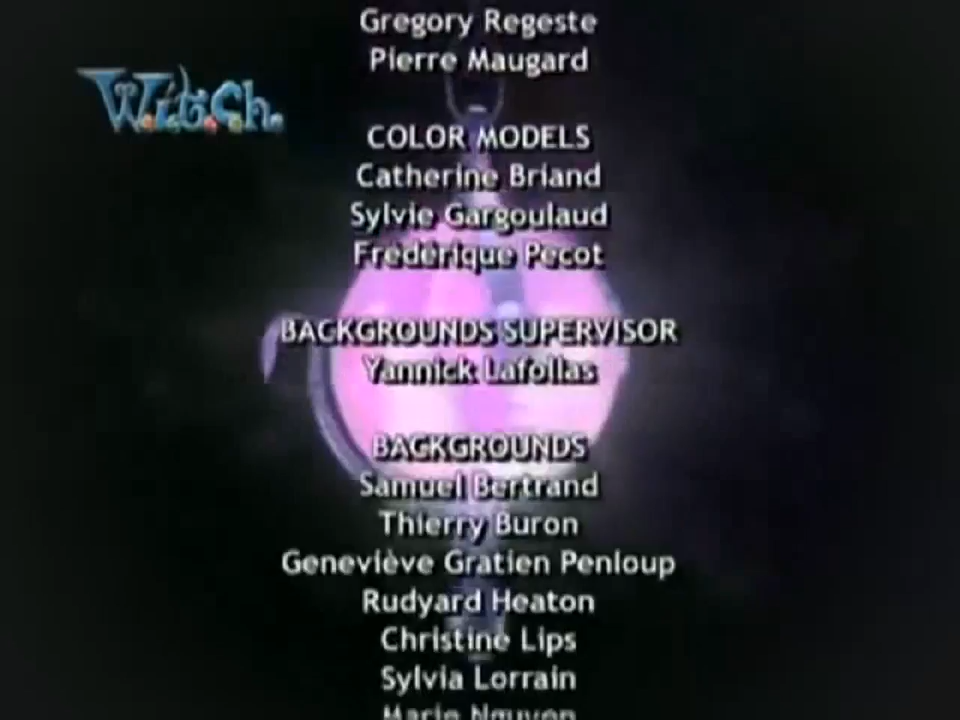 Gregory Regeste
Pierre Maugard
W.i.t.c.h.
COLOR MODELS
Catherine Briand
Sylvie Gargoulaud
Frédérique Pecot
BACKGROUNDS SUPERVISOR
Yannick Lafollas
BACKGROUNDS
Samuel Bertrand
Thierry Buron
Geneviève Gratien Penloup
Rudyard Heaton
Christine Lips
Sylvia Lorrain